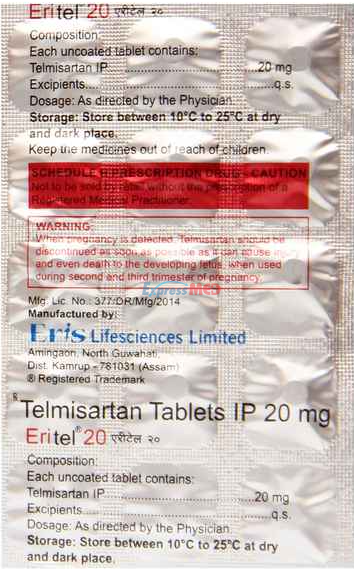 Eritel 20 एरीटेल २०
Composition:
Each uncoated tablet contains:
Telmisartan IP..............................20 mg
Excipients......................................q.s.
Dosage: As directed by the Physician.
Storage: Store between 10°C to 25°C at dry
and dark place.
Keep the medicines out of reach of children.
SCHEDULE H PRESCRIPTION DRUG - CAUTION
Not to be sold by retail without the prescription of a
Registered Medical Practitioner.
WARNING:
When pregnancy is detected, Telmisartan should be
discontinued as soon as possible as it can cause injury
and even death to the developing fetus, when used
during second and third trimester of pregnancy.
ExpressMed
Mfg. Lic. No.: 377/DR/Mfg/2014
Manufactured by:
Eris Lifesciences Limited
Amingaon, North Guwahati,
Dist. Kamrup - 781031 (Assam)
® Registered Trademark
℞ Telmisartan Tablets IP 20 mg
Eritel® 20 एरीटेल २०
Composition:
Each uncoated tablet contains:
Telmisartan IP..............................20 mg
Excipients......................................q.s.
Dosage: As directed by the Physician.
Storage: Store between 10°C to 25°C at dry
and dark place.